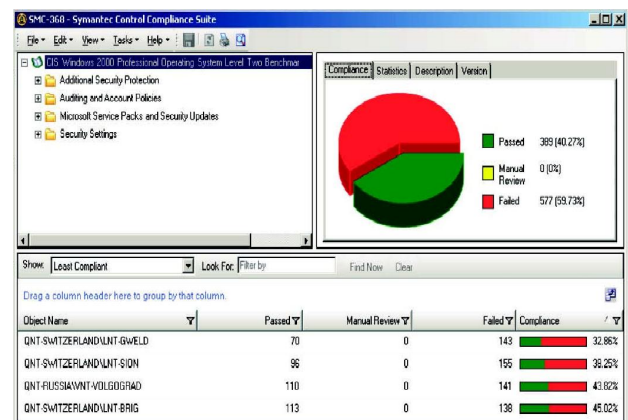 SMC-368 - Symantec Control Compliance Suite
File Edit View Tasks Help
CIS Windows 2000 Professional Operating System Level Two Benchmar
Additional Security Protection
Auditing and Account Policies
Microsoft Service Packs and Security Updates
Security Settings
Compliance Statistics Description Version
Passed 389 (40.27%)
Manual Review 0 (0%)
Failed 577 (59.73%)
Show: Least Compliant Look For: Filter by Find Now Clear
Drag a column header here to group by that column.
Object Name Passed Manual Review Failed Compliance
QNT-SWITZERLAND\LNT-GWELD 70 0 143 32.86%
QNT-SWITZERLAND\LNT-SION 96 0 155 38.25%
QNT-RUSSIA\WNT-VOLGOGRAD 110 0 141 43.82%
QNT-SWITZERLAND\LNT-BRIG 113 0 138 45.02%